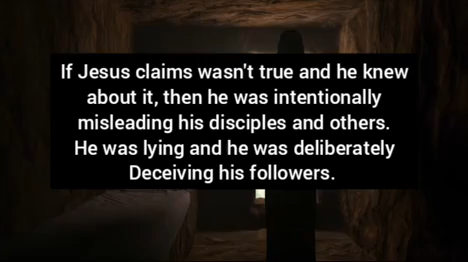 If Jesus claims wasn't true and he knew
about it, then he was intentionally
misleading his disciples and others.
He was lying and he was deliberately
Deceiving his followers.